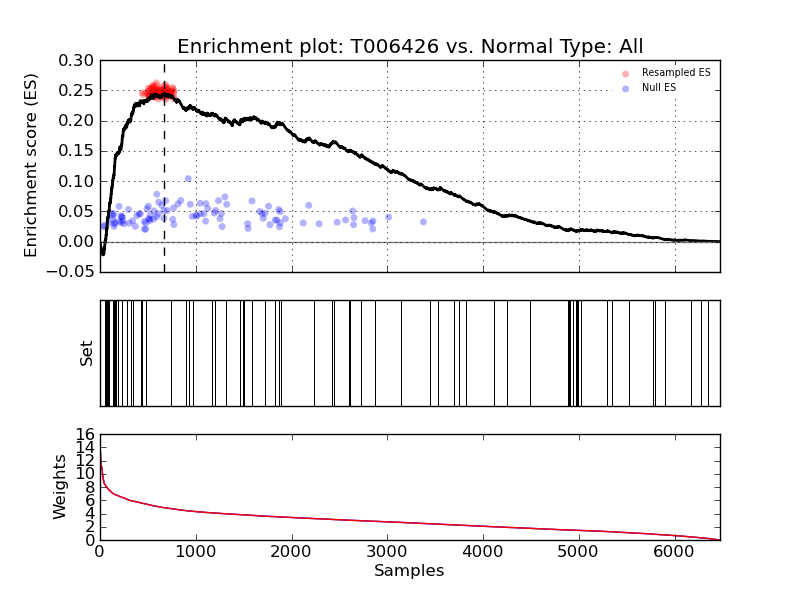 Enrichment plot: T006426 vs. Normal Type: All
Enrichment score (ES)
0.30
0.25
0.20
0.15
0.10
0.05
0.00
−0.05
Resampled ES
Null ES
Set
Weights
16
14
12
10
8
6
4
2
0
0 1000 2000 3000 4000 5000 6000
Samples